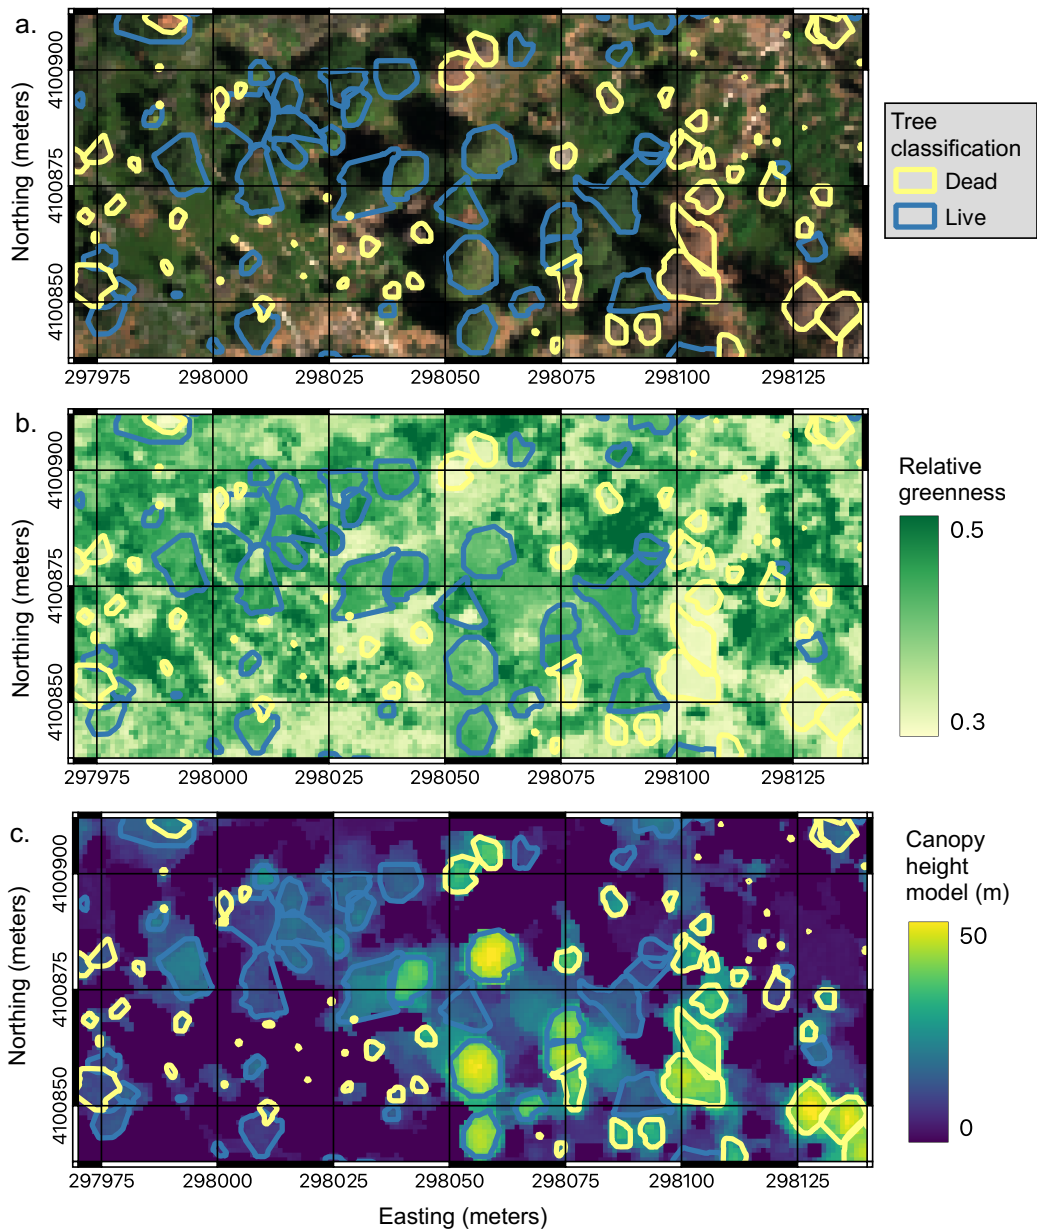 a.
Northing (meters)
4100900
4100875
4100850
297975 298000 298025 298050 298075 298100 298125
Tree
classification
Dead
Live
b.
Northing (meters)
4100900
4100875
4100850
297975 298000 298025 298050 298075 298100 298125
Relative
greenness
0.5
0.3
c.
Northing (meters)
4100900
4100875
4100850
297975 298000 298025 298050 298075 298100 298125
Easting (meters)
Canopy
height
model (m)
50
0